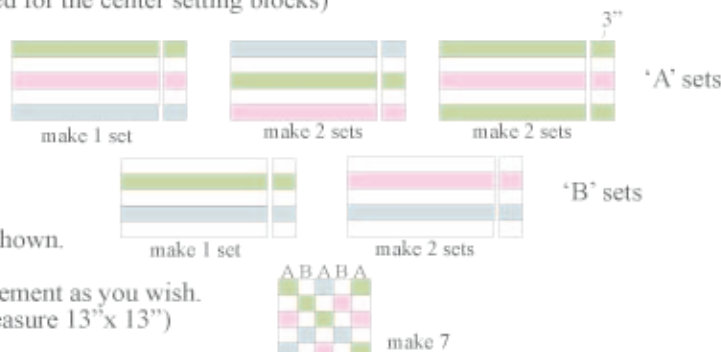 ed for the center setting blocks)
3”
‘A’ sets
make 1 set
make 2 sets
make 2 sets
‘B’ sets
hown.
make 1 set
make 2 sets
A B A B A
ement as you wish.
easure 13”x 13”)
make 7